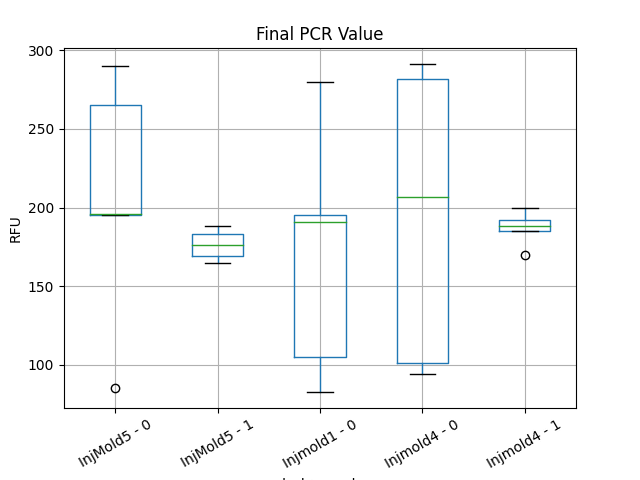 Final PCR Value
300
250
200
150
100
RFU
InjMold5 - 0
InjMold5 - 1
Injmold1 - 0
Injmold4 - 0
Injmold4 - 1